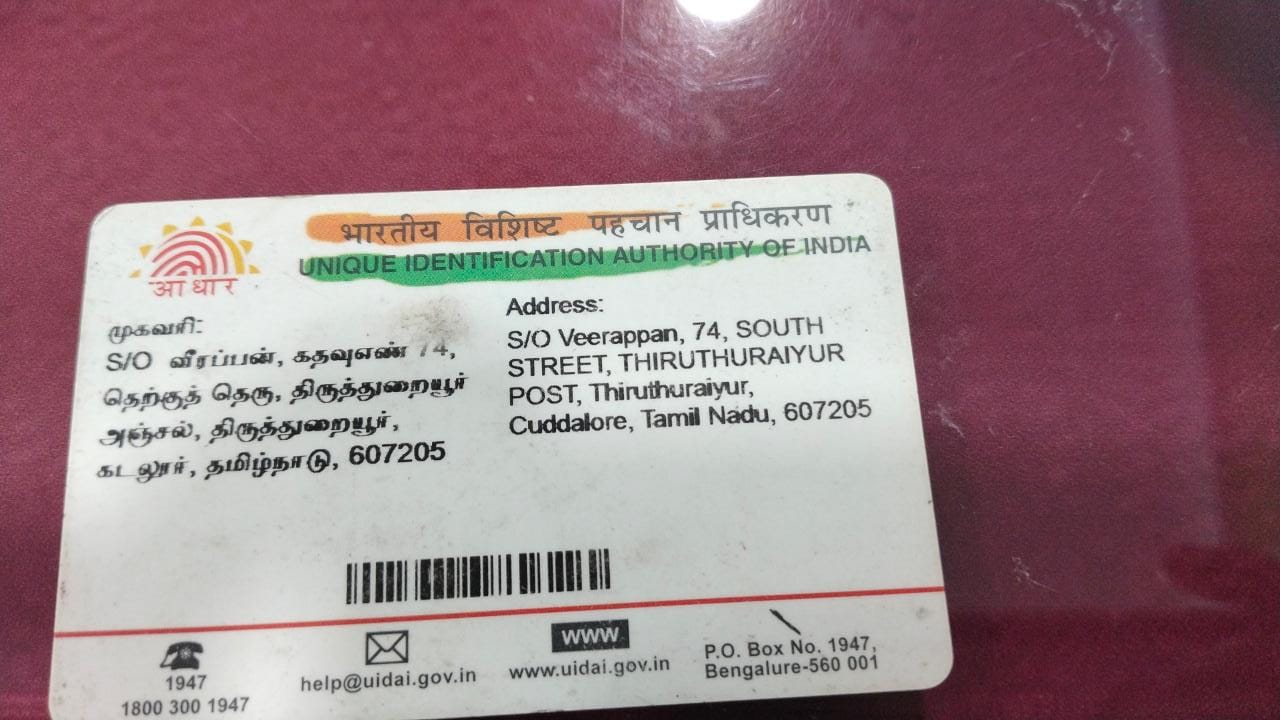 भारतीय विशिष्ट पहचान प्राधिकरण
UNIQUE IDENTIFICATION AUTHORITY OF INDIA
आधार
முகவரி:
S/O வீரப்பன், கதவுஎண் 74,
தெற்குத் தெரு, திருத்துறையூர்
அஞ்சல், திருத்துறையூர்,
கடலூர், தமிழ்நாடு, 607205
Address:
S/O Veerappan, 74, SOUTH
STREET, THIRUTHURAIYUR
POST, Thiruthuraiyur,
Cuddalore, Tamil Nadu, 607205
1947
1800 300 1947
help@uidai.gov.in
WWW
www.uidai.gov.in
P.O. Box No. 1947,
Bengalure-560 001